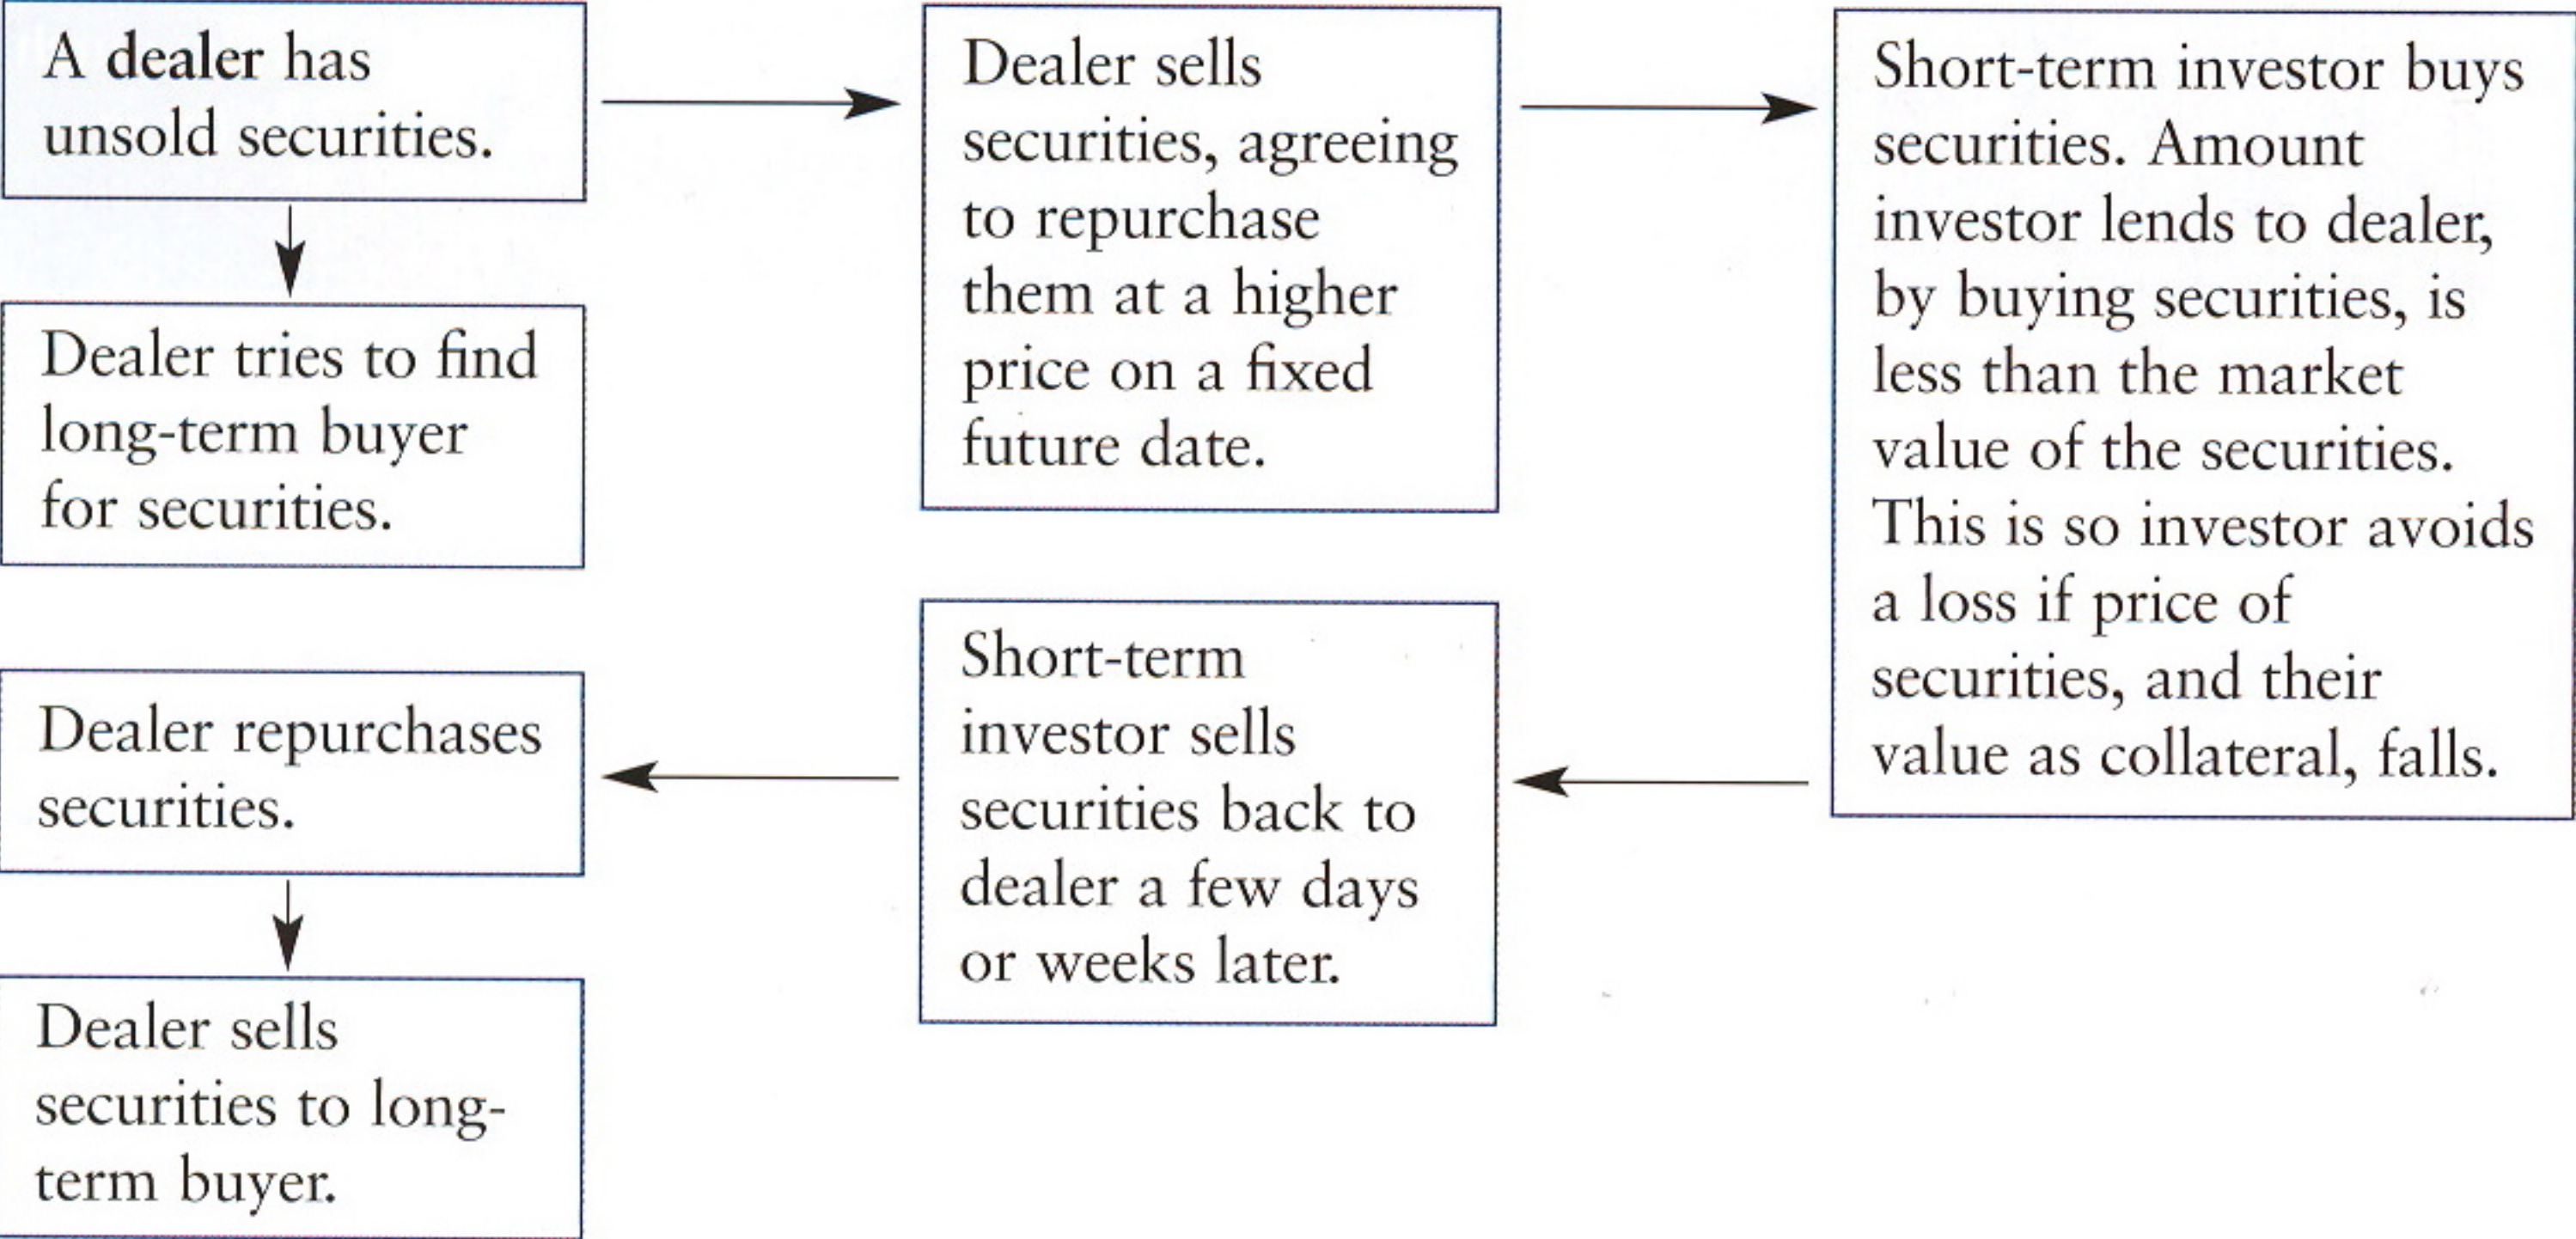 A dealer has
unsold securities.
Dealer tries to find
long-term buyer
for securities.
Dealer sells
securities, agreeing
to repurchase
them at a higher
price on a fixed
future date.
Short-term investor buys
securities. Amount
investor lends to dealer,
by buying securities, is
less than the market
value of the securities.
This is so investor avoids
a loss if price of
securities, and their
value as collateral, falls.
Short-term
investor sells
securities back to
dealer a few days
or weeks later.
Dealer repurchases
securities.
Dealer sells
securities to long-
term buyer.